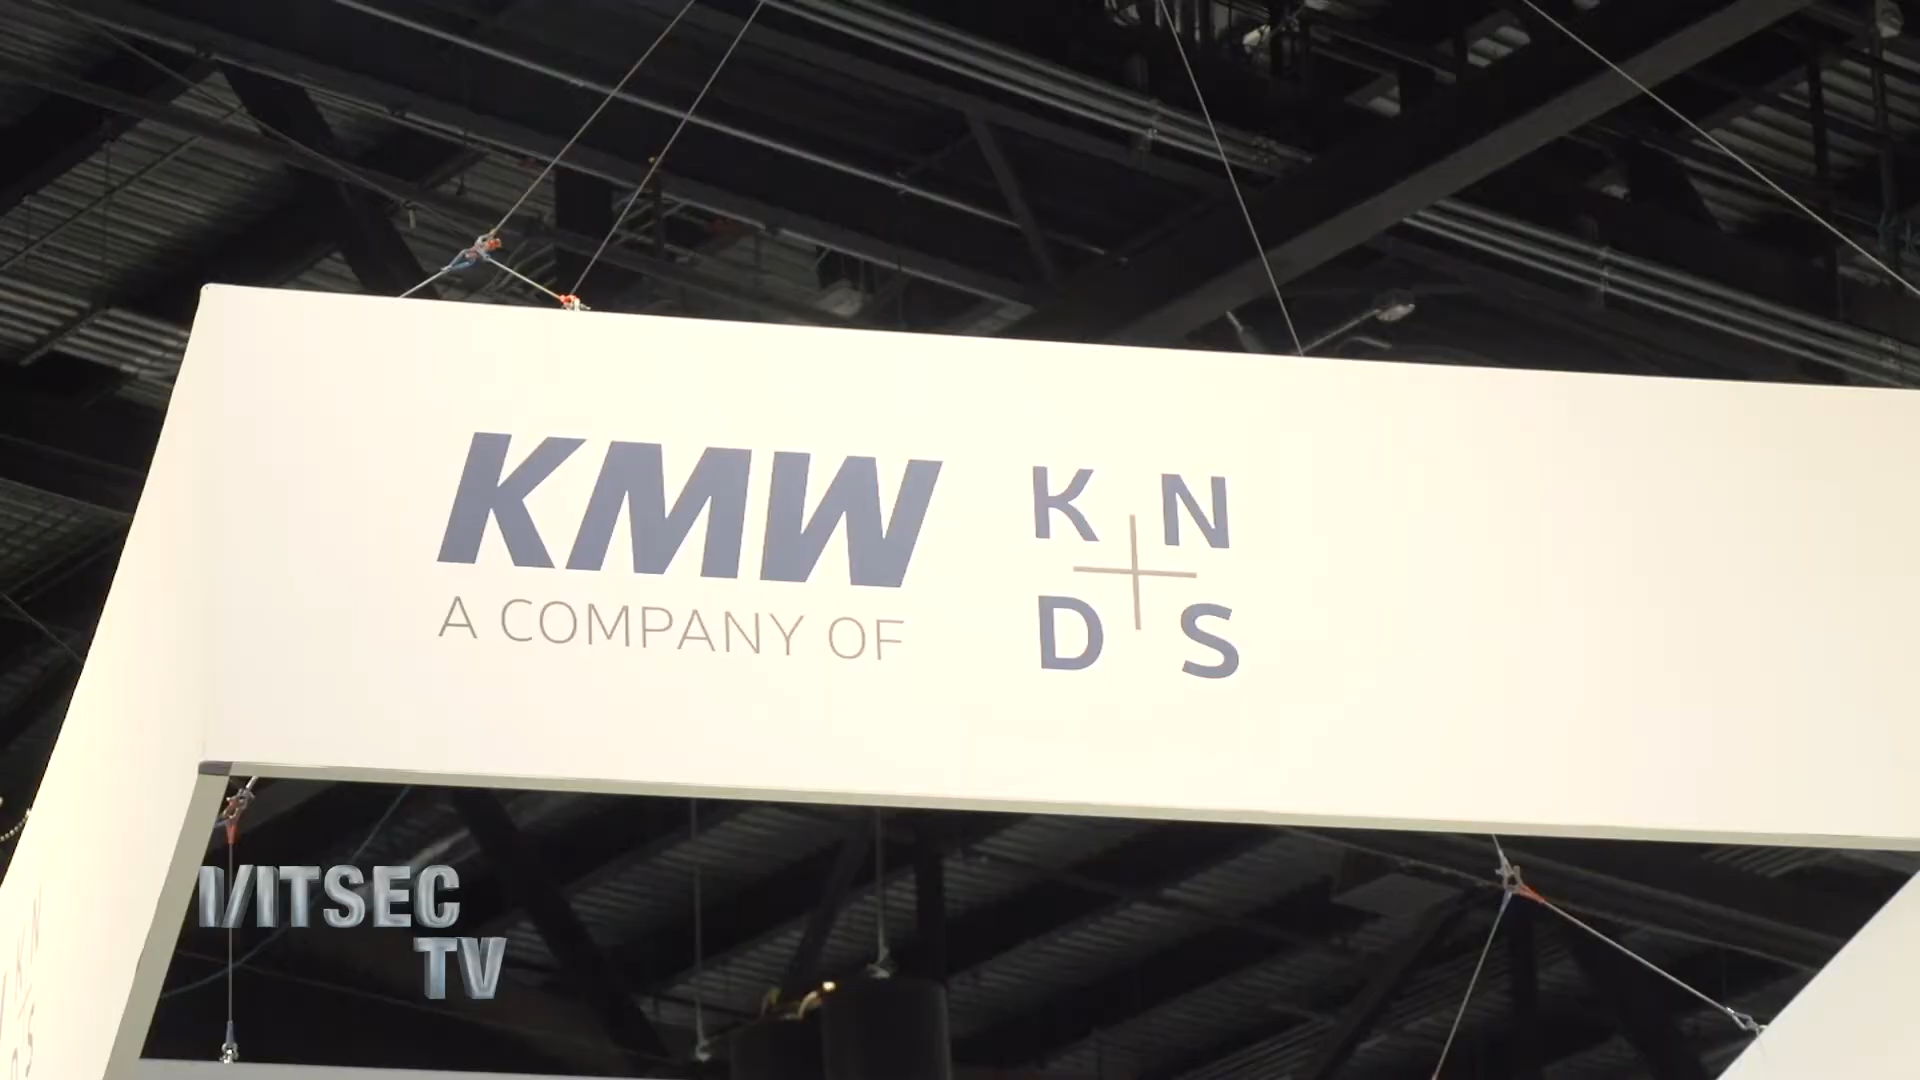 KMW
A COMPANY OF
K N
D S
I/ITSEC
TV